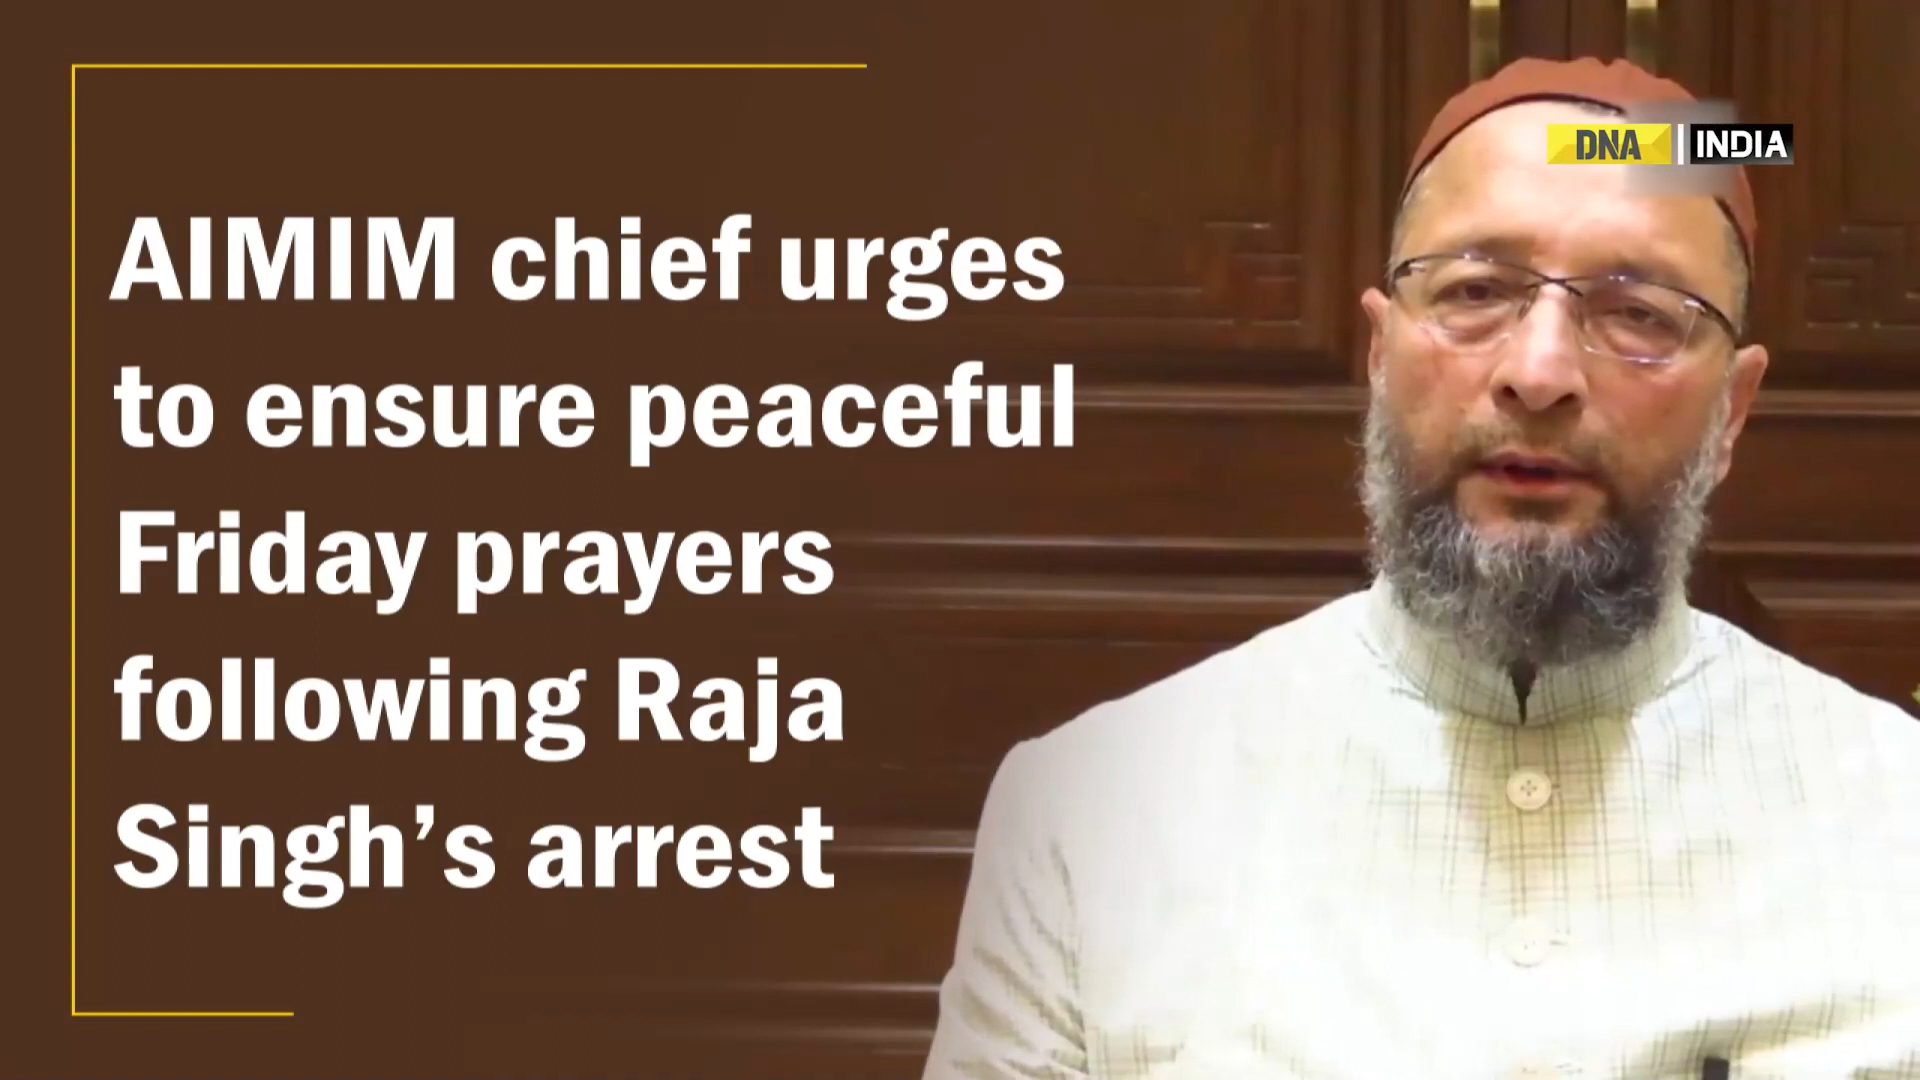 DNA | INDIA
AIMIM chief urges
to ensure peaceful
Friday prayers
following Raja
Singh’s arrest